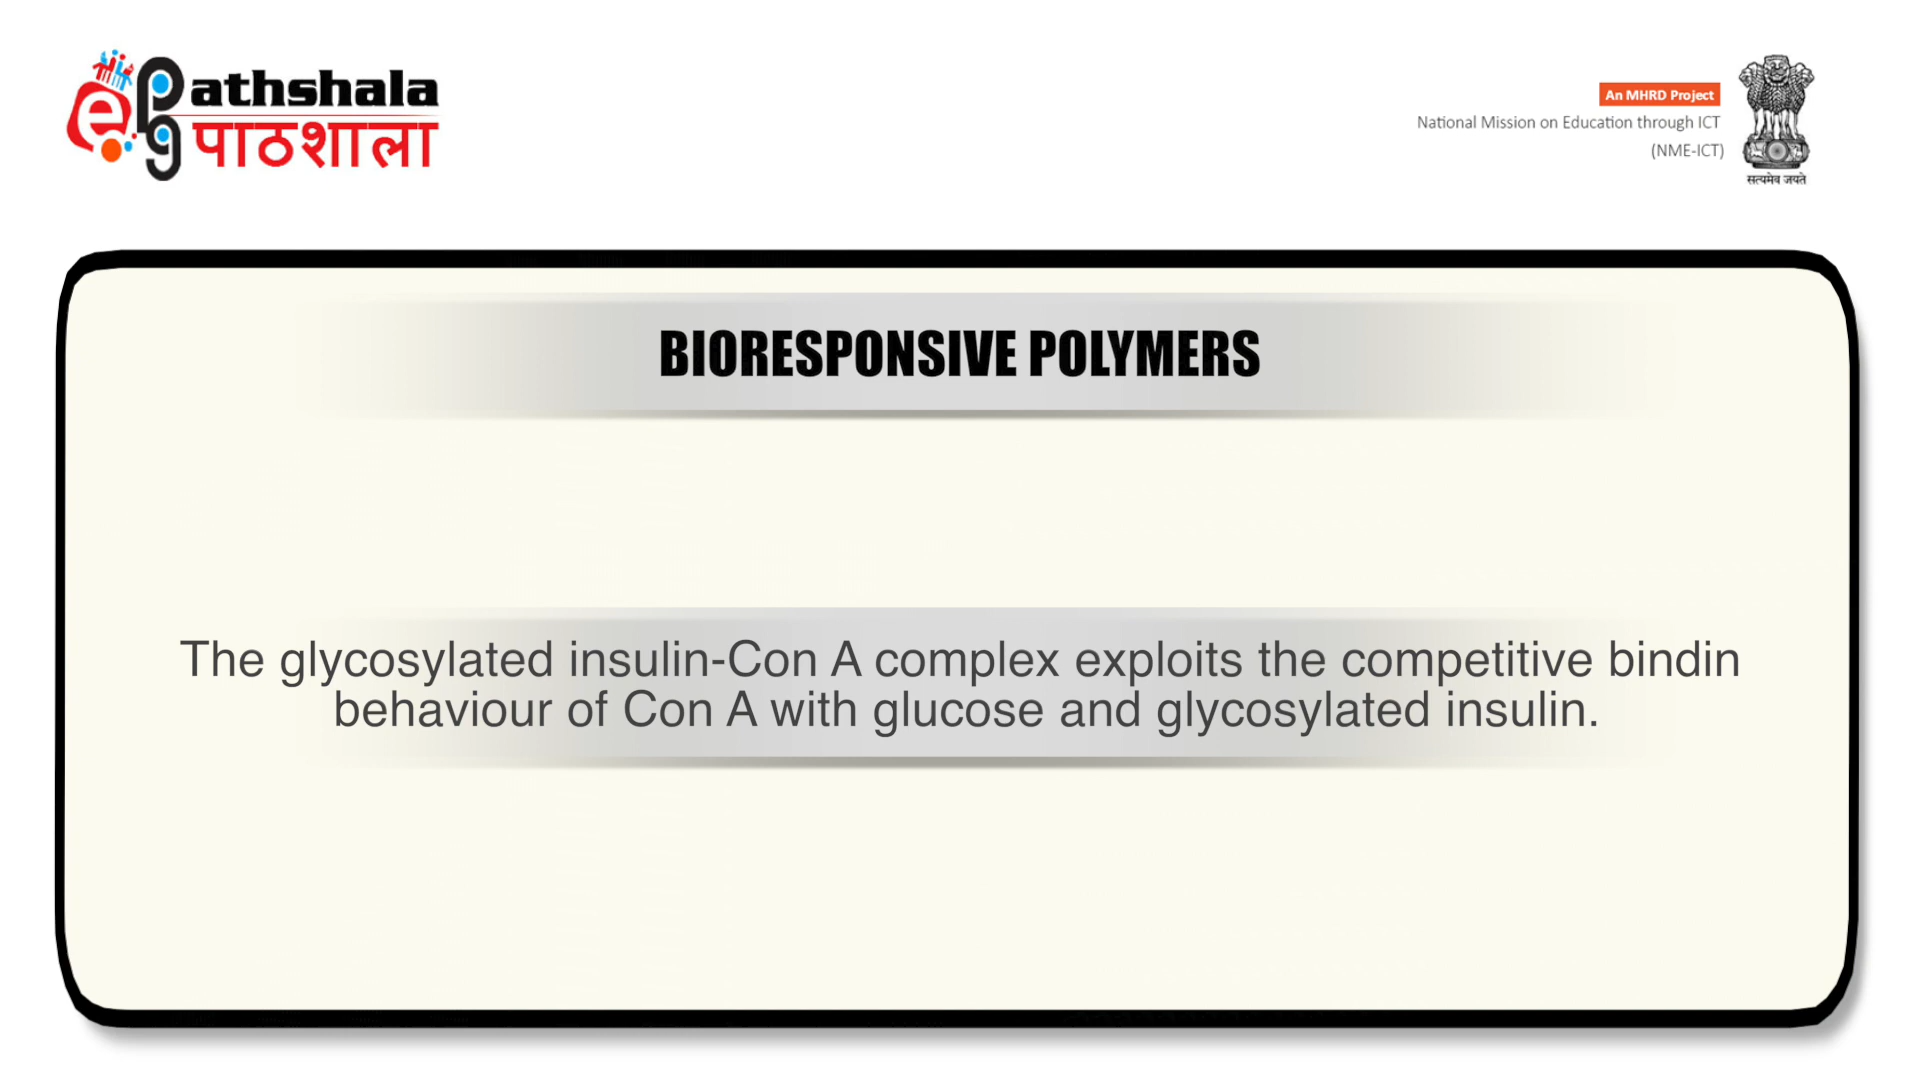 e Pg athshala
पाठशाला
An MHRD Project
National Mission on Education through ICT
(NME-ICT)
सत्यमेव जयते
BIORESPONSIVE POLYMERS
The glycosylated insulin-Con A complex exploits the competitive bindin
behaviour of Con A with glucose and glycosylated insulin.